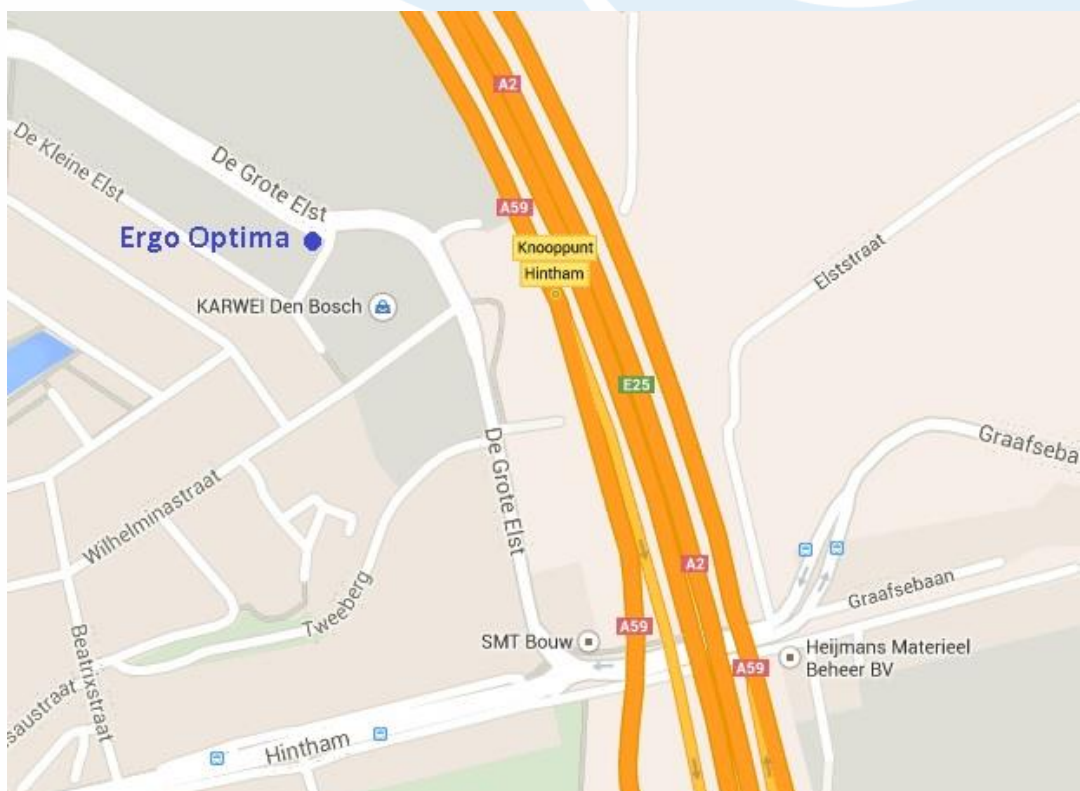 A2
De Kleine Elst
De Grote Elst
A59
Ergo Optima
Knooppunt
Hintham
Elststraat
KARWEI Den Bosch
E25
De Grote Elst
Graafseba
Wilhelminastraat
A2
Graafsebaan
Tweeberg
A59
SMT Bouw
Heijmans Materieel
Beheer BV
A59
Beatrixstraat
saustraat
Hintham